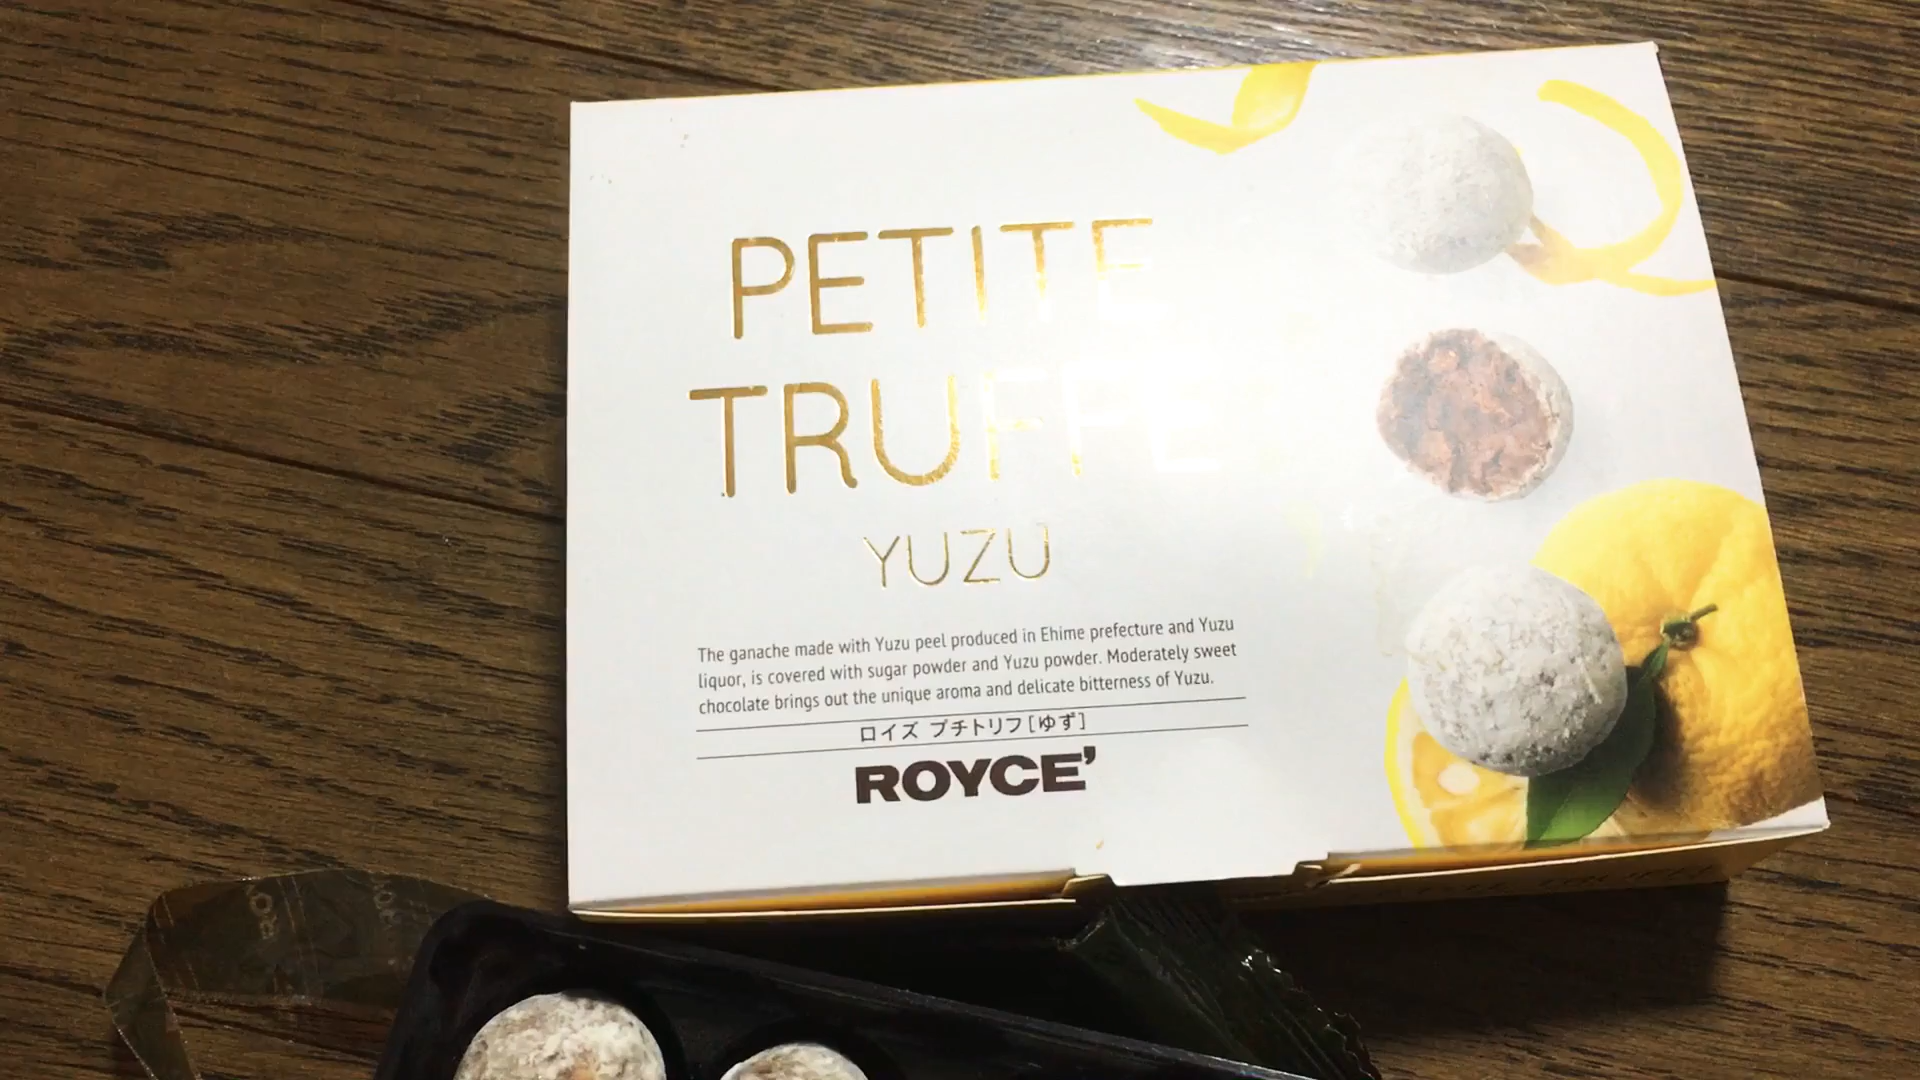 PETITE
TRUFFE
YUZU
The ganache made with Yuzu peel produced in Ehime prefecture and Yuzu
liquor, is covered with sugar powder and Yuzu powder. Moderately sweet
chocolate brings out the unique aroma and delicate bitterness of Yuzu.
ロイズ プチトリフ[ゆず]
ROYCE'